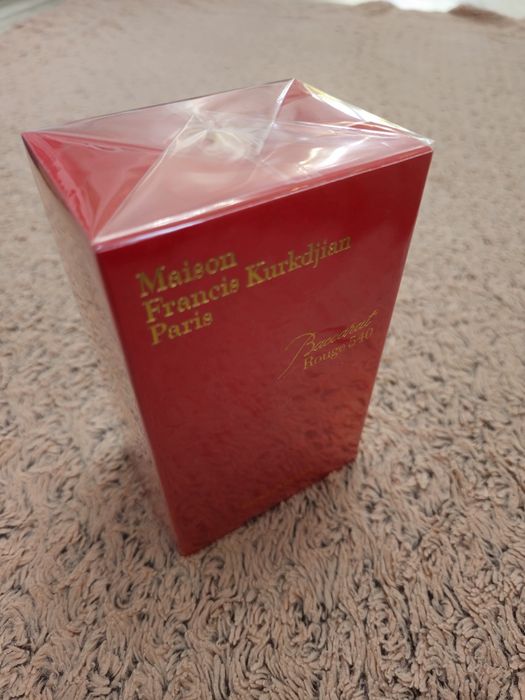 Maison
Francis Kurkdjian
Paris
Baccarat
Rouge 540